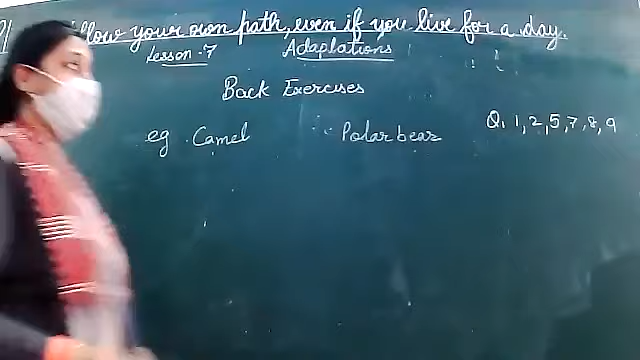 your own path, even if you live for a day.
Lesson-7 Adaptations
Back Exercises
eg Camel Polar bear Q. 1,2,5,7,8,9